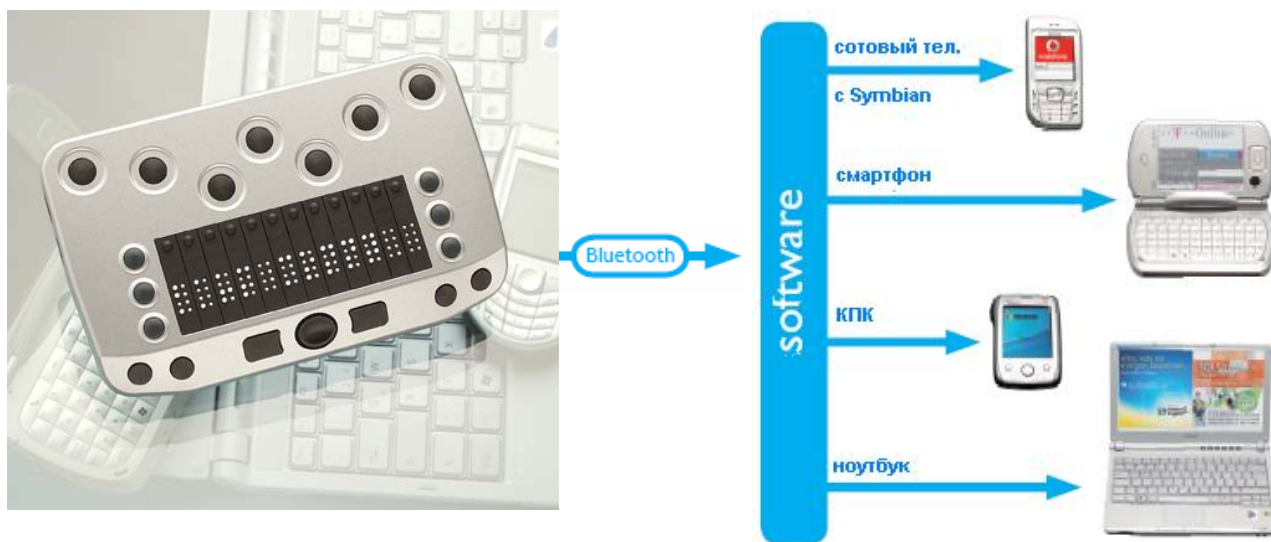 Bluetooth
software
сотовый тел.
с Symbian
смартфон
КПК
ноутбук